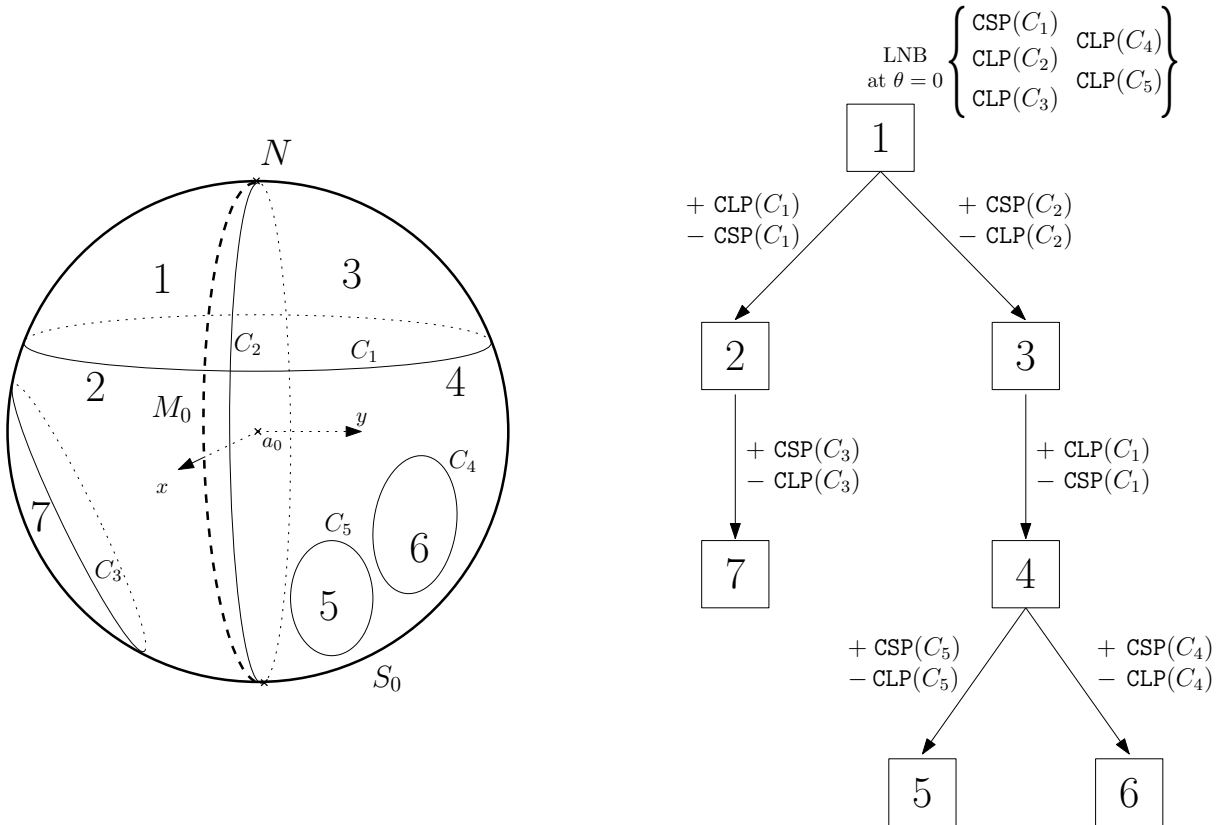 N
1
3
C₂
C₁
2
4
M₀
y
a₀
x
C₄
7
C₅
6
C₃
5
S₀
LNB
at θ = 0
CSP(C₁)
CLP(C₂)
CLP(C₃)
CLP(C₄)
CLP(C₅)
1
+ CLP(C₁)
− CSP(C₁)
+ CSP(C₂)
− CLP(C₂)
2
3
+ CSP(C₃)
− CLP(C₃)
+ CLP(C₁)
− CSP(C₁)
7
4
+ CSP(C₅)
− CLP(C₅)
+ CSP(C₄)
− CLP(C₄)
5
6